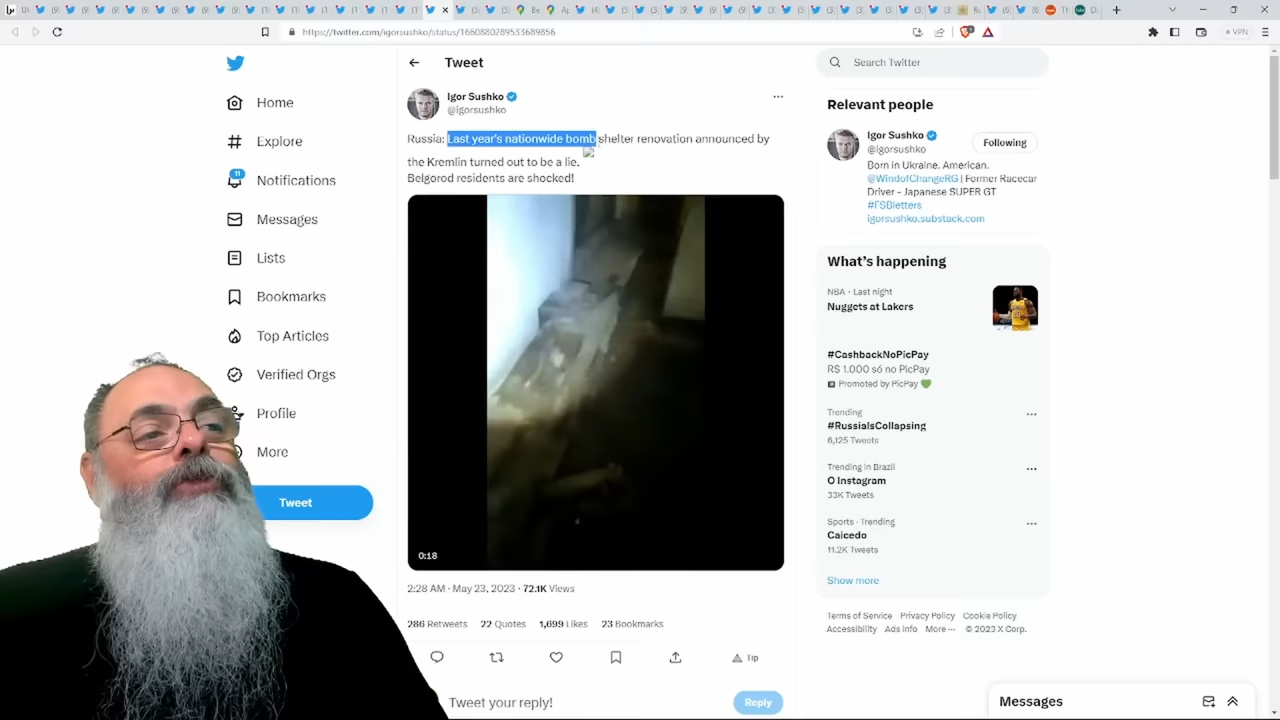 https://twitter.com/igorsushko/status/1660880289533689856
VPN
Home
Explore
11
Notifications
Messages
Lists
Bookmarks
Top Articles
Verified Orgs
Profile
More
Tweet
Tweet
Igor Sushko
@igorsushko
Russia: Last year's nationwide bomb shelter renovation announced by
the Kremlin turned out to be a lie.
Belgorod residents are shocked!
0:18
2:28 AM · May 23, 2023 · 72.1K Views
286 Retweets 22 Quotes 1,699 Likes 23 Bookmarks
Tip
Tweet your reply!
Reply
Search Twitter
Relevant people
Igor Sushko
@igorsushko
Following
Born in Ukraine. American.
@WindofChangeRG | Former Racecar
Driver - Japanese SUPER GT
#FSBletters
igorsushko.substack.com
What's happening
NBA · Last night
Nuggets at Lakers
#CashbackNoPicPay
R$ 1.000 só no PicPay
Promoted by PicPay
Trending
#RussiaIsCollapsing
6,125 Tweets
Trending in Brazil
O Instagram
33K Tweets
Sports · Trending
Caicedo
11.2K Tweets
Show more
Terms of Service Privacy Policy Cookie Policy
Accessibility Ads info More ··· © 2023 X Corp.
Messages